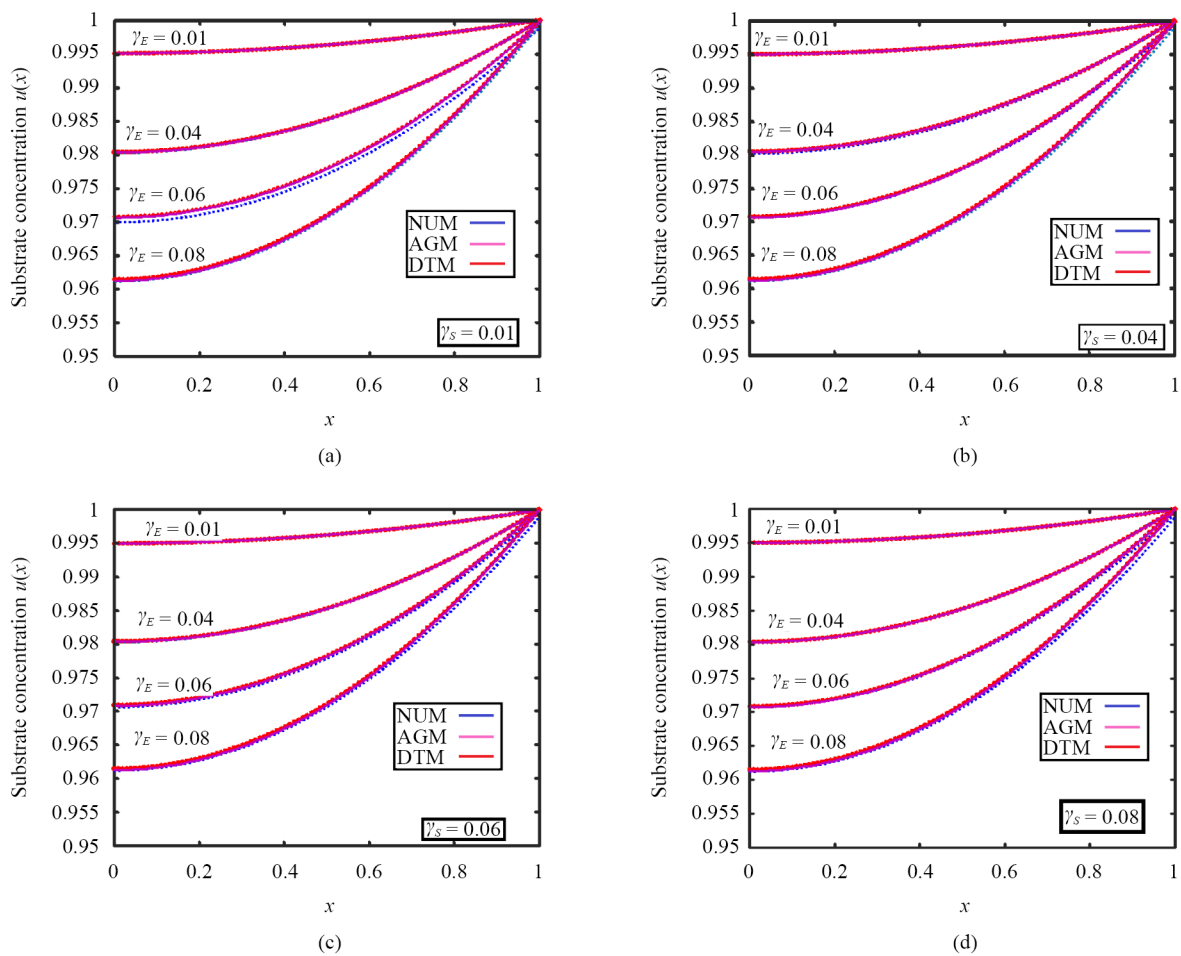 Substrate concentration u(x)
1
0.995
0.99
0.985
0.98
0.975
0.97
0.965
0.96
0.955
0.95
γE = 0.01
γE = 0.04
γE = 0.06
γE = 0.08
NUM
AGM
DTM
γS = 0.01
0 0.2 0.4 0.6 0.8 1
x
(a)
Substrate concentration u(x)
1
0.995
0.99
0.985
0.98
0.975
0.97
0.965
0.96
0.955
0.95
γE = 0.01
γE = 0.04
γE = 0.06
γE = 0.08
NUM
AGM
DTM
γS = 0.04
0 0.2 0.4 0.6 0.8 1
x
(b)
Substrate concentration u(x)
1
0.995
0.99
0.985
0.98
0.975
0.97
0.965
0.96
0.955
0.95
γE = 0.01
γE = 0.04
γE = 0.06
γE = 0.08
NUM
AGM
DTM
γS = 0.06
0 0.2 0.4 0.6 0.8 1
x
(c)
Substrate concentration u(x)
1
0.995
0.99
0.985
0.98
0.975
0.97
0.965
0.96
0.955
0.95
γE = 0.01
γE = 0.04
γE = 0.06
γE = 0.08
NUM
AGM
DTM
γS = 0.08
0 0.2 0.4 0.6 0.8 1
x
(d)